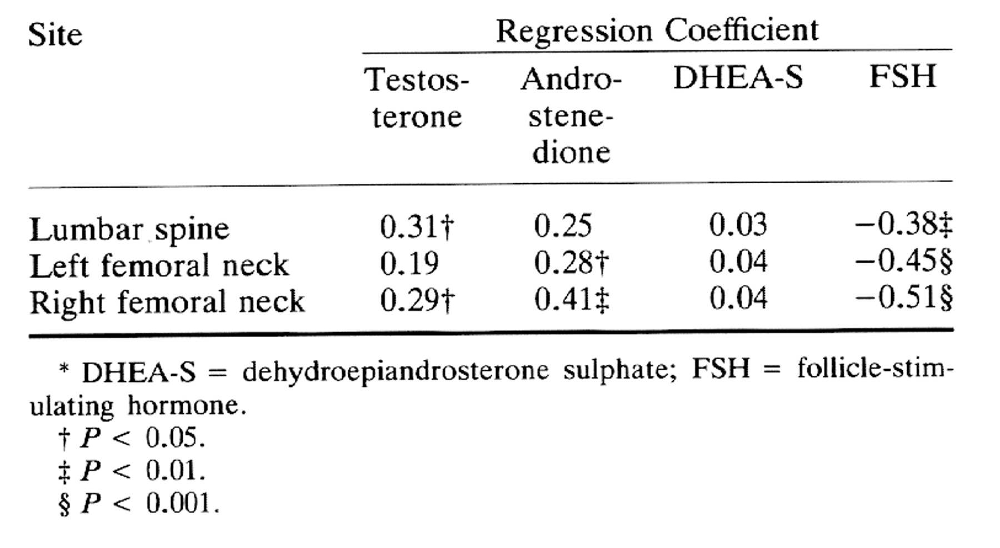 Site Regression Coefficient
Testos- Andro- DHEA-S FSH
terone stene-
dione
Lumbar spine 0.31† 0.25 0.03 −0.38‡
Left femoral neck 0.19 0.28† 0.04 −0.45§
Right femoral neck 0.29† 0.41‡ 0.04 −0.51§
* DHEA-S = dehydroepiandrosterone sulphate; FSH = follicle-stim-
ulating hormone.
† P < 0.05.
‡ P < 0.01.
§ P < 0.001.